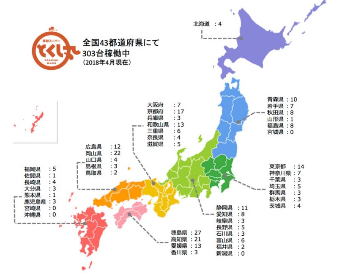 とくし丸
全国43都道府県にて
303台稼働中
(2018年4月現在)
北海道 : 4
青森県 : 10
岩手県 : 7
秋田県 : 8
山形県 : 1
福島県 : 8
宮城県 : 0
大阪府 : 7
京都府 : 17
兵庫県 : 3
和歌山県 : 13
三重県 : 6
奈良県 : 4
滋賀県 : 5
広島県 : 12
岡山県 : 22
山口県 : 4
島根県 : 3
鳥取県 : 2
福岡県 : 5
佐賀県 : 1
長崎県 : 4
大分県 : 3
熊本県 : 1
鹿児島県 : 3
宮崎県 : 0
沖縄県 : 0
東京都 : 14
神奈川県 : 7
千葉県 : 3
埼玉県 : 5
群馬県 : 3
栃木県 : 3
茨城県 : 4
静岡県 : 11
愛知県 : 8
岐阜県 : 3
長野県 : 5
石川県 : 3
富山県 : 6
福井県 : 2
新潟県 : 0
徳島県 : 27
高知県 : 21
愛媛県 : 13
香川県 : 3